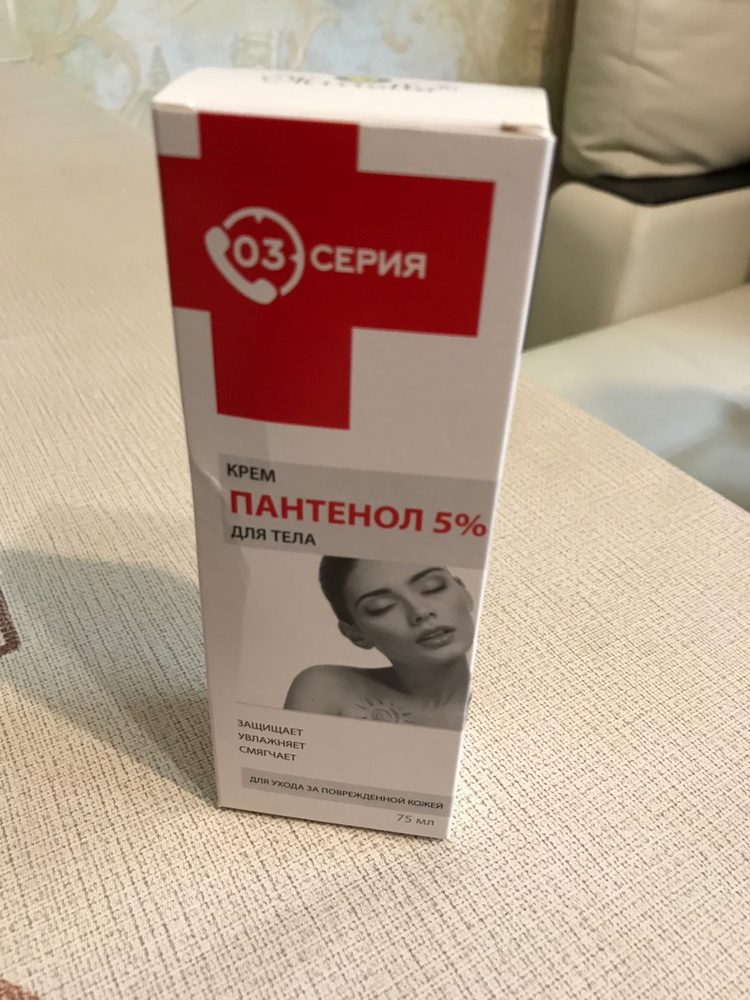 03 СЕРИЯ
КРЕМ
ПАНТЕНОЛ 5%
ДЛЯ ТЕЛА
ЗАЩИЩАЕТ
УВЛАЖНЯЕТ
СМЯГЧАЕТ
ДЛЯ УХОДА ЗА ПОВРЕЖДЕННОЙ КОЖЕЙ
75 мл